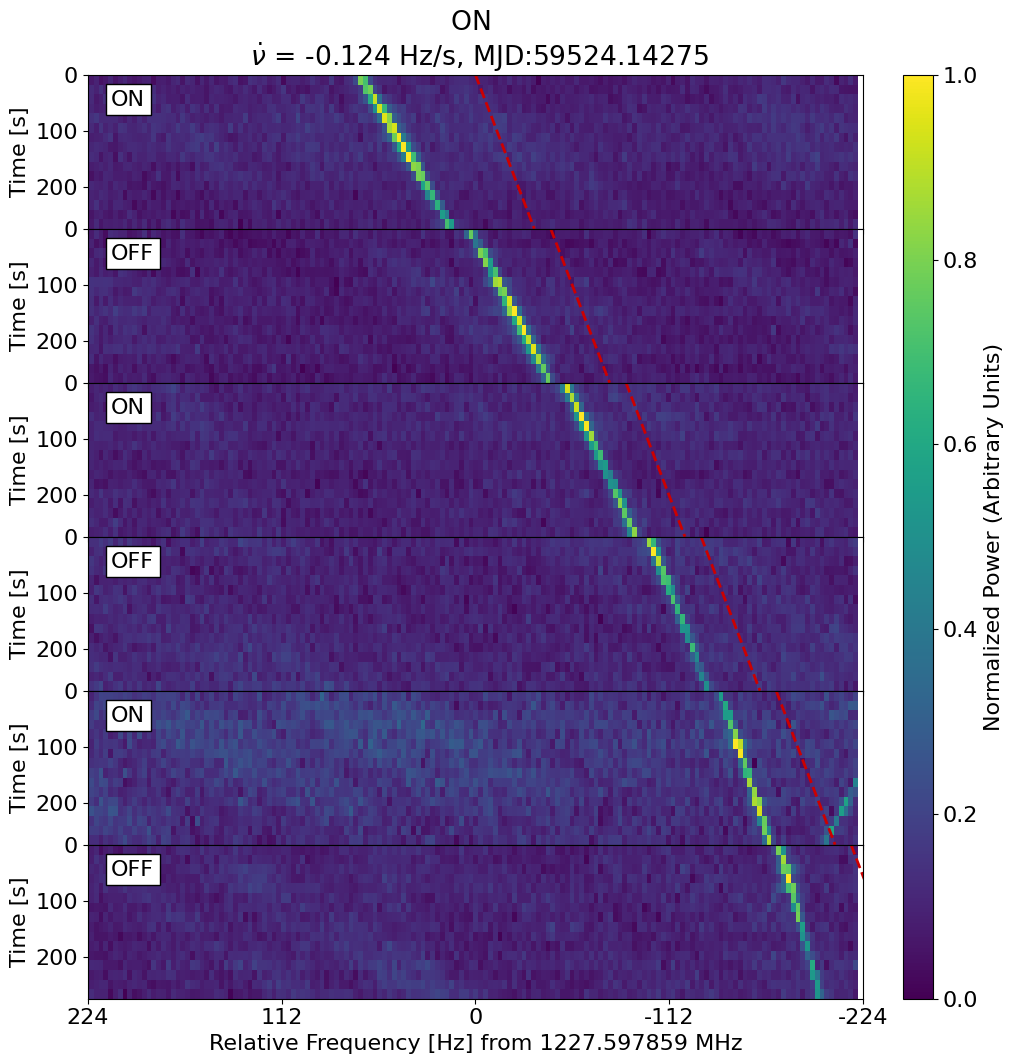 ON
ν̇ = -0.124 Hz/s, MJD:59524.14275
0
ON
100
200
Time [s]
0
OFF
100
200
Time [s]
0
ON
100
200
Time [s]
0
OFF
100
200
Time [s]
0
ON
100
200
Time [s]
0
OFF
100
200
Time [s]
224 112 0 -112 -224
Relative Frequency [Hz] from 1227.597859 MHz
1.0
0.8
0.6
0.4
0.2
0.0
Normalized Power (Arbitrary Units)